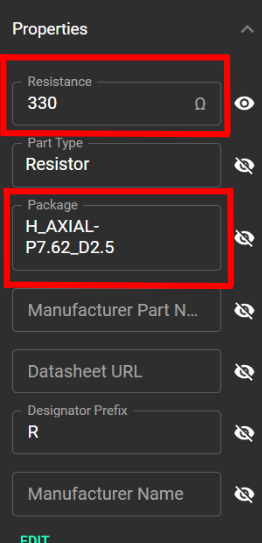 Properties
Resistance
330 Ω
Part Type
Resistor
Package
H_AXIAL-
P7.62_D2.5
Manufacturer Part N...
Datasheet URL
Designator Prefix
R
Manufacturer Name
EDIT